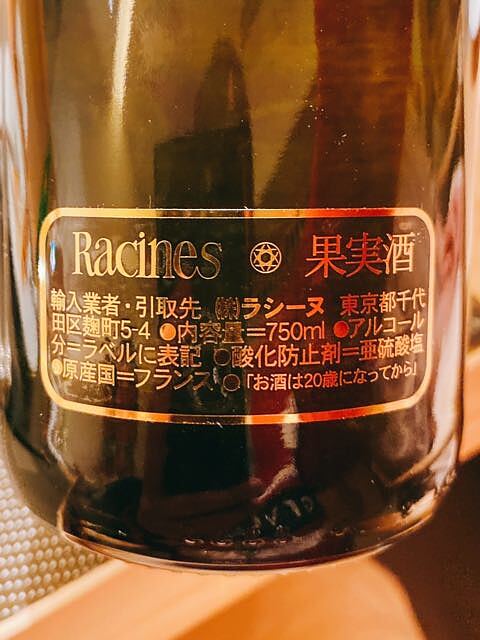 Racines 果実酒
輸入業者・引取先 ㈱ラシーヌ 東京都千代
田区麹町5-4 ●内容量=750ml ●アルコール
分=ラベルに表記 ●酸化防止剤=亜硫酸塩
●原産国=フランス ●「お酒は20歳になってから」